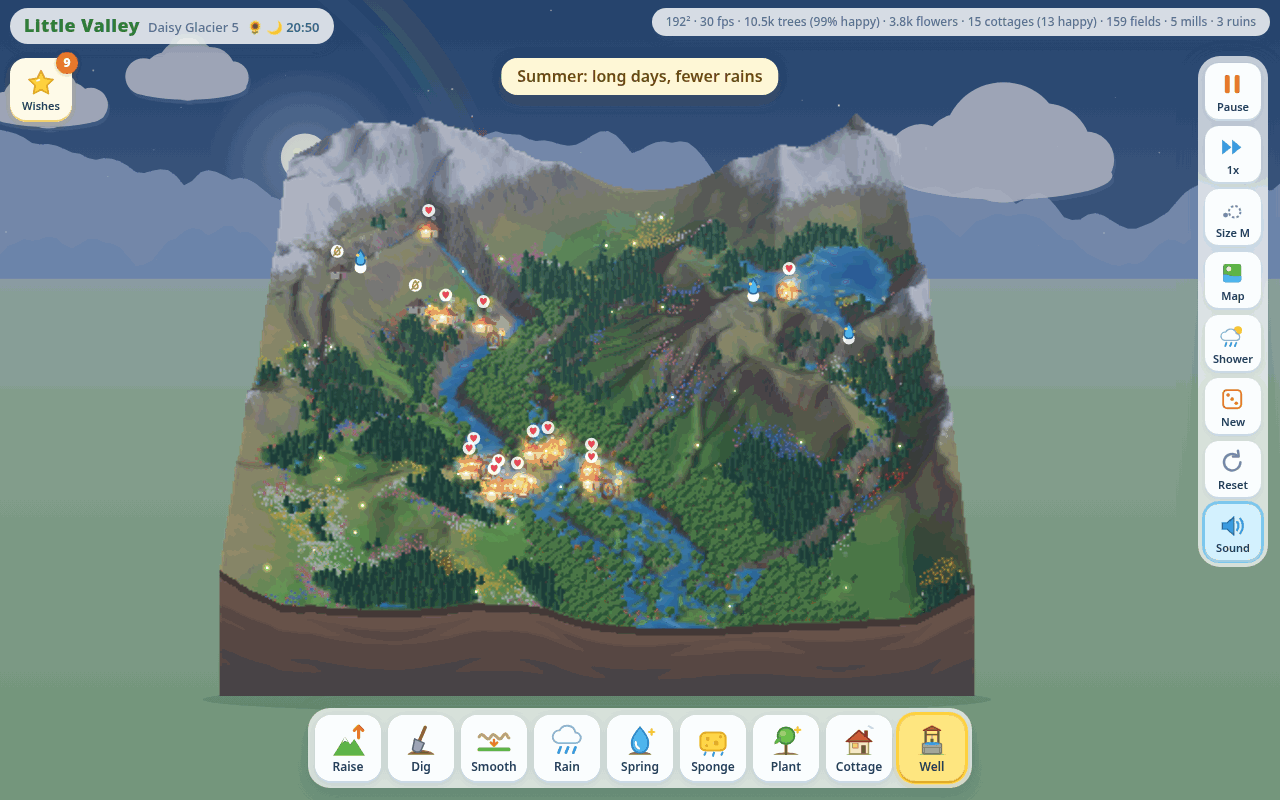 Little Valley Daisy Glacier 5 20:50
192² · 30 fps · 10.5k trees (99% happy) · 3.8k flowers · 15 cottages (13 happy) · 159 fields · 5 mills · 3 ruins
9
Wishes
Summer: long days, fewer rains
Pause
1x
Size M
Map
Shower
New
Reset
Sound
Raise
Dig
Smooth
Rain
Spring
Sponge
Plant
Cottage
Well